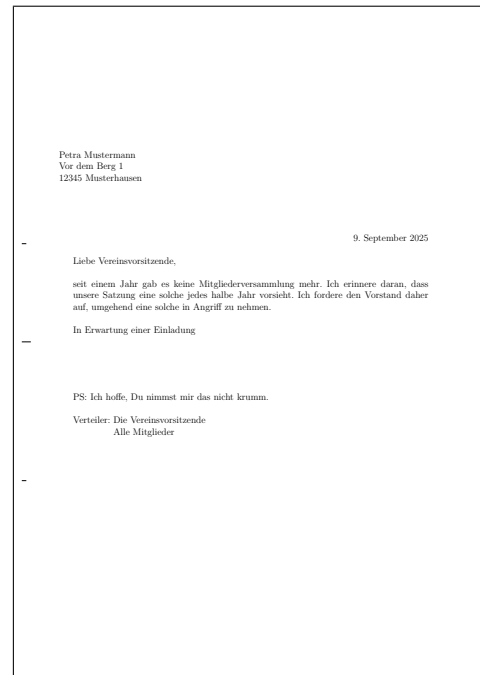 Petra Mustermann
Vor dem Berg 1
12345 Musterhausen
9. September 2025
Liebe Vereinsvorsitzende,
seit einem Jahr gab es keine Mitgliederversammlung mehr. Ich erinnere daran, dass
unsere Satzung eine solche jedes halbe Jahr vorsieht. Ich fordere den Vorstand daher
auf, umgehend eine solche in Angriff zu nehmen.
In Erwartung einer Einladung
PS: Ich hoffe, Du nimmst mir das nicht krumm.
Verteiler: Die Vereinsvorsitzende
Alle Mitglieder